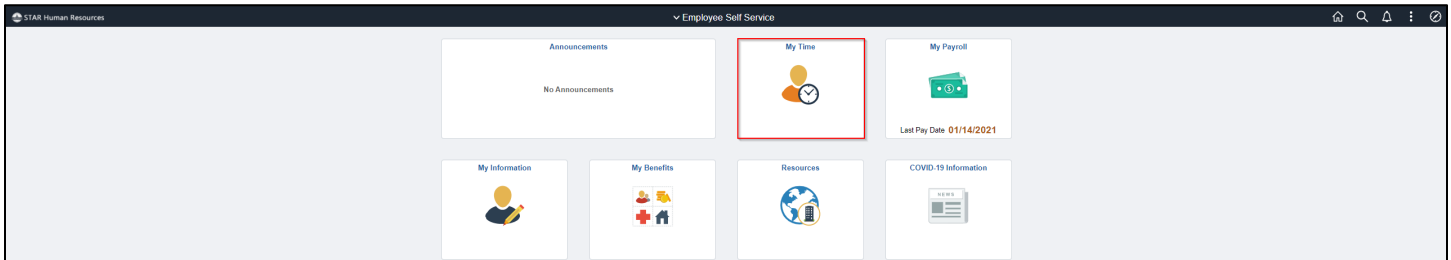 STAR Human Resources
Employee Self Service
Announcements
No Announcements
My Time
My Payroll
Last Pay Date 01/14/2021
My Information
My Benefits
Resources
COVID-19 Information
NEWS